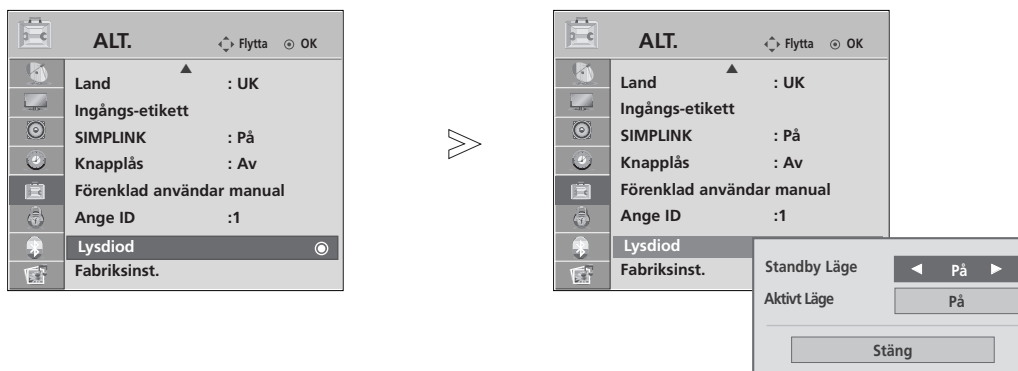 ALT. Flytta OK
Land : UK
Ingångs-etikett
SIMPLINK : På
Knapplås : Av
Förenklad användar manual
Ange ID :1
Lysdiod
Fabriksinst.
ALT. Flytta OK
Land : UK
Ingångs-etikett
SIMPLINK : På
Knapplås : Av
Förenklad användar manual
Ange ID :1
Lysdiod
Fabriksinst.
Standby Läge ◄ På ►
Aktivt Läge På
Stäng